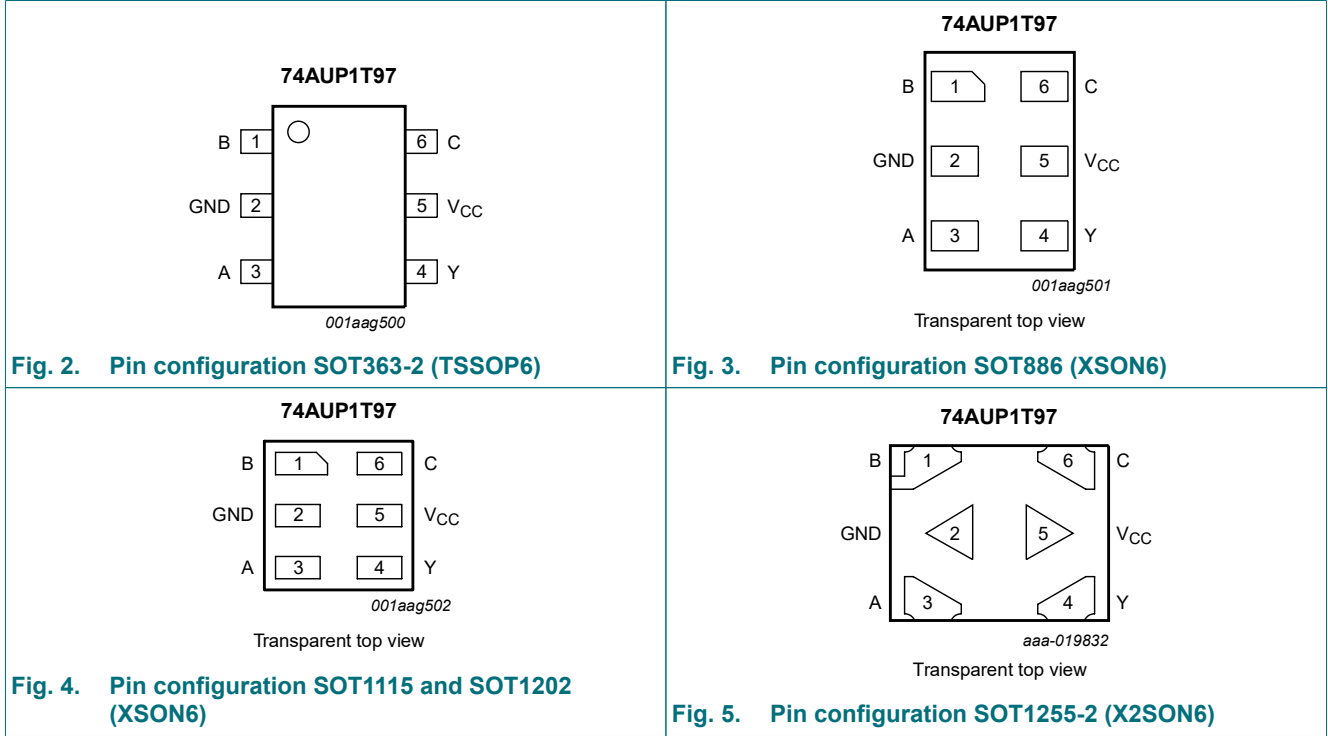 74AUP1T97
B 1 6 C
GND 2 5 VCC
A 3 4 Y
001aag500
Fig. 2. Pin configuration SOT363-2 (TSSOP6)
74AUP1T97
B 1 6 C
GND 2 5 VCC
A 3 4 Y
001aag501
Transparent top view
Fig. 3. Pin configuration SOT886 (XSON6)
74AUP1T97
B 1 6 C
GND 2 5 VCC
A 3 4 Y
001aag502
Transparent top view
Fig. 4. Pin configuration SOT1115 and SOT1202
(XSON6)
74AUP1T97
B 1 6 C
GND 2 5 VCC
A 3 4 Y
aaa-019832
Transparent top view
Fig. 5. Pin configuration SOT1255-2 (X2SON6)